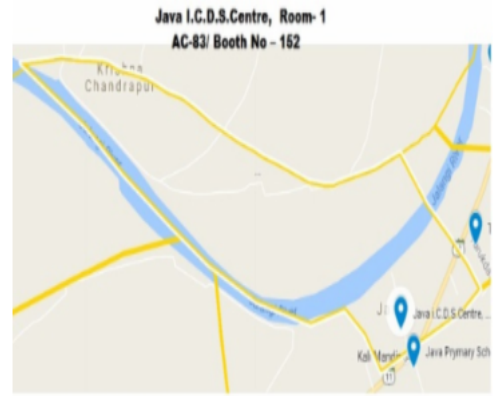 Java I.C.D.S.Centre, Room- 1
AC-83/ Booth No – 152
Krishna
Chandrapur
Java I.C.D.S Centre, ...
Kali Mandir
Java Prymary Sch
11